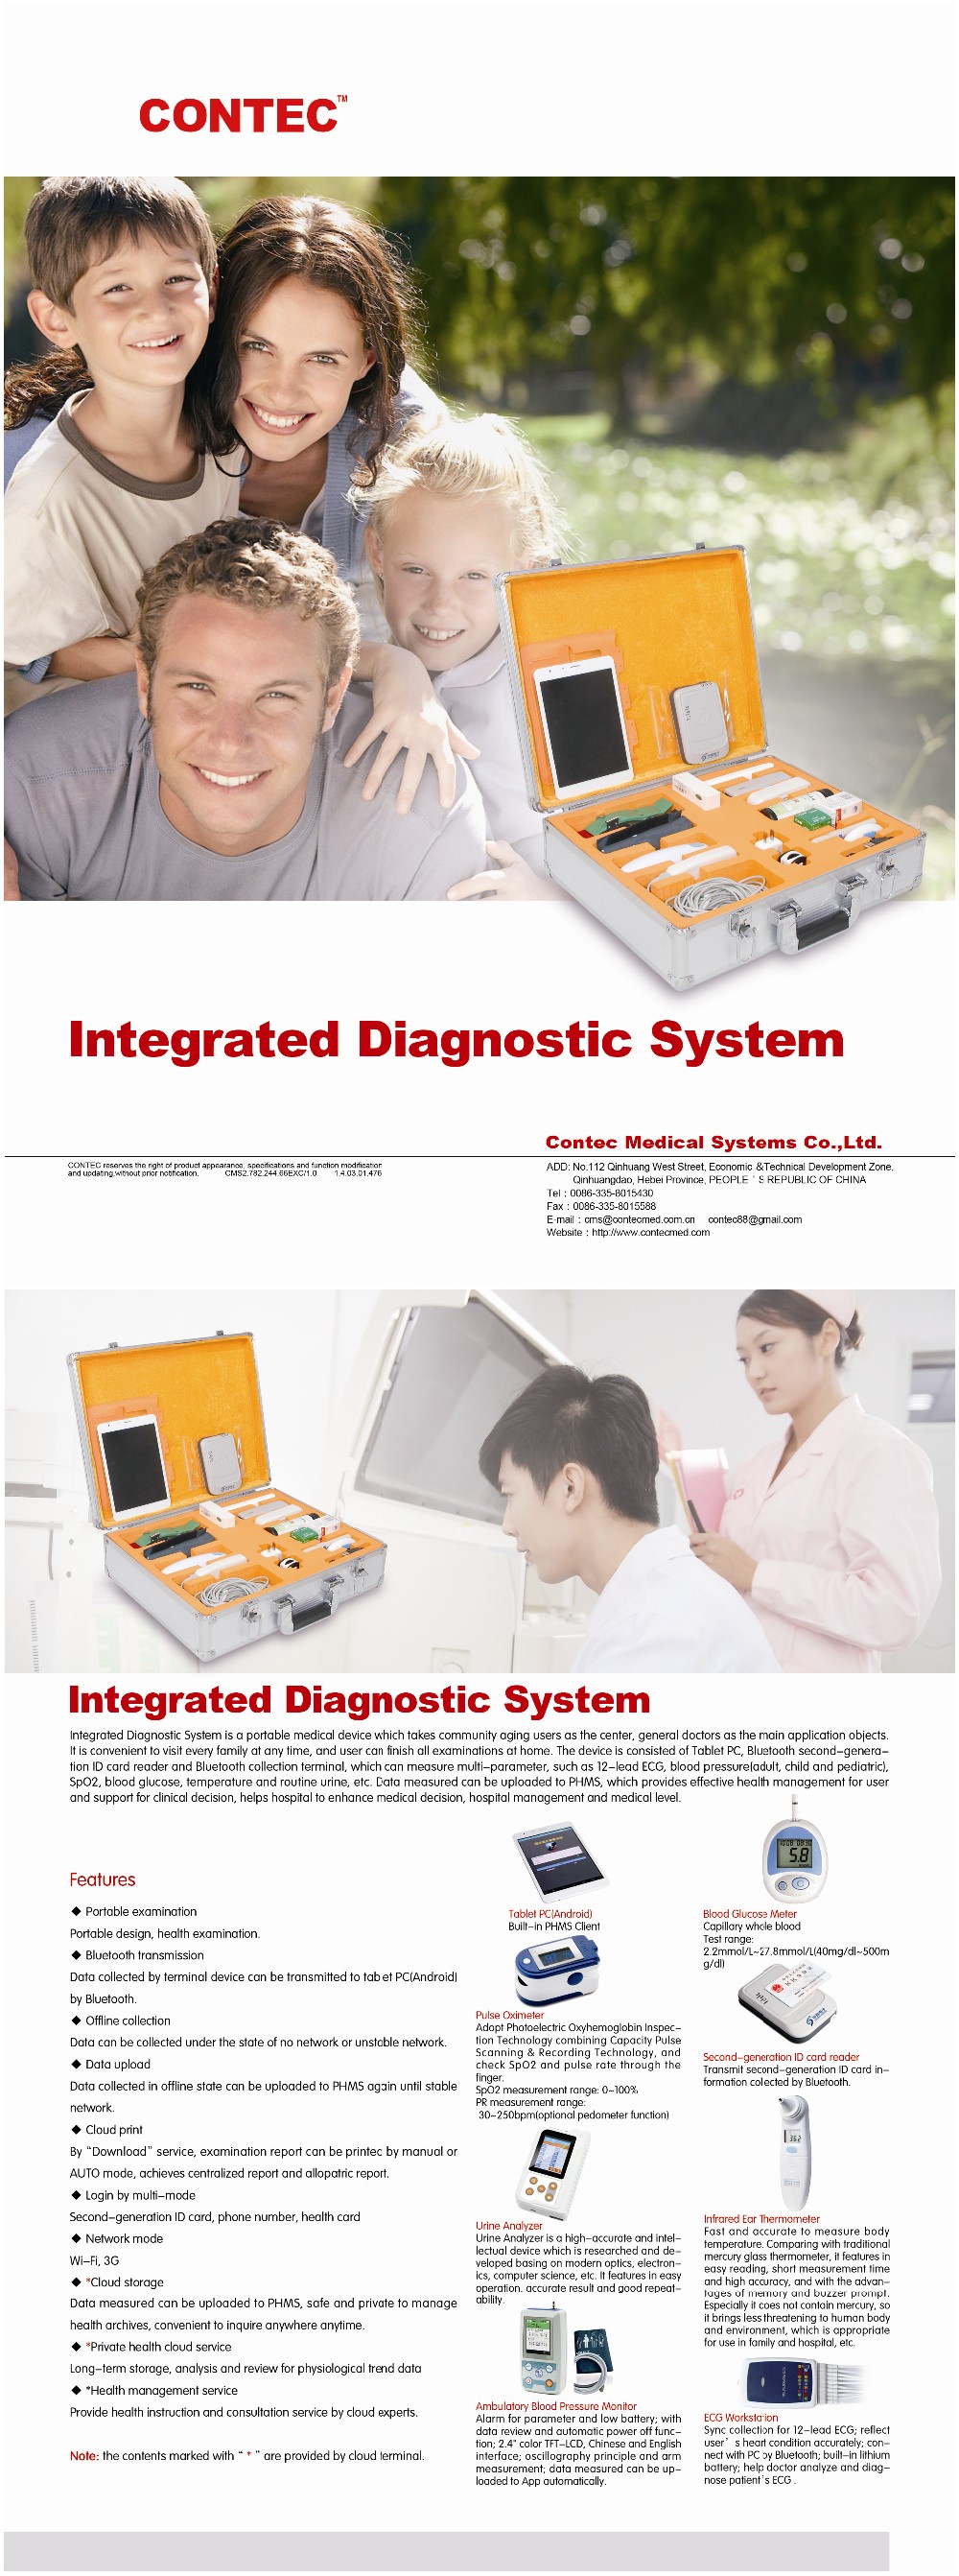 CONTEC™
Integrated Diagnostic System
Contec Medical Systems Co.,Ltd.
CONTEC reserves the right of product appearance, specifications and function modification
and updating,without prior notification. CMS2.782.244.66EXC/1.0 1.4.03.01.476
ADD: No.112 Qinhuang West Street, Economic &Technical Development Zone,
Qinhuangdao, Hebei Province, PEOPLE ' S REPUBLIC OF CHINA
Tel : 0086-335-8015430
Fax : 0086-335-8015588
E-mail : cms@contecmed.com.cn contec88@gmail.com
Website : http://www.contecmed.com
Integrated Diagnostic System
Integrated Diagnostic System is a portable medical device which takes community aging users as the center, general doctors as the main application objects.
It is convenient to visit every family at any time, and user can finish all examinations at home. The device is consisted of Tablet PC, Bluetooth second-genera-
tion ID card reader and Bluetooth collection terminal, which can measure multi-parameter, such as 12-lead ECG, blood pressure(adult, child and pediatric),
SpO2, blood glucose, temperature and routine urine, etc. Data measured can be uploaded to PHMS, which provides effective health management for user
and support for clinical decision, helps hospital to enhance medical decision, hospital management and medical level.
Features
◆ Portable examination
Portable design, health examination.
◆ Bluetooth transmission
Data collected by terminal device can be transmitted to tablet PC(Android)
by Bluetooth.
◆ Offline collection
Data can be collected under the state of no network or unstable network.
◆ Data upload
Data collected in offline state can be uploaded to PHMS again until stable
network.
◆ Cloud print
By “Download” service, examination report can be printed by manual or
AUTO mode, achieves centralized report and allopatric report.
◆ Login by multi-mode
Second-generation ID card, phone number, health card
◆ Network mode
Wi-Fi, 3G
◆ *Cloud storage
Data measured can be uploaded to PHMS, safe and private to manage
health archives, convenient to inquire anywhere anytime.
◆ *Private health cloud service
Long-term storage, analysis and review for physiological trend data
◆ *Health management service
Provide health instruction and consultation service by cloud experts.
Note: the contents marked with “ * ” are provided by cloud terminal.
Tablet PC(Android)
Built-in PHMS Client
Pulse Oximeter
Adopt Photoelectric Oxyhemoglobin Inspec-
tion Technology combining Capacity Pulse
Scanning & Recording Technology, and
check SpO2 and pulse rate through the
finger.
SpO2 measurement range: 0~100%
PR measurement range:
30~250bpm(optional pedometer function)
Urine Analyzer
Urine Analyzer is a high-accurate and intel-
lectual device which is researched and de-
veloped basing on modern optics, electron-
ics, computer science, etc. It features in easy
operation, accurate result and good repeat-
ability.
Ambulatory Blood Pressure Monitor
Alarm for parameter and low battery; with
data review and automatic power off func-
tion; 2.4" color TFT-LCD, Chinese and English
interface; oscillography principle and arm
measurement; data measured can be up-
loaded to App automatically.
5.8
Blood Glucose Meter
Capillary whole blood
Test range:
2.2mmol/L~27.8mmol/L(40mg/dl~500m
g/dl)
Second-generation ID card reader
Transmit second-generation ID card in-
formation collected by Bluetooth.
Infrared Ear Thermometer
Fast and accurate to measure body
temperature. Comparing with traditional
mercury glass thermometer, it features in
easy reading, short measurement time
and high accuracy, and with the advan-
tages of memory and buzzer prompt.
Especially it does not contain mercury, so
it brings less threatening to human body
and environment, which is appropriate
for use in family and hospital, etc.
ECG Workstation
Sync collection for 12-lead ECG; reflect
user' s heart condition accurately; con-
nect with PC by Bluetooth; built-in lithium
battery; help doctor analyze and diag-
nose patient's ECG .